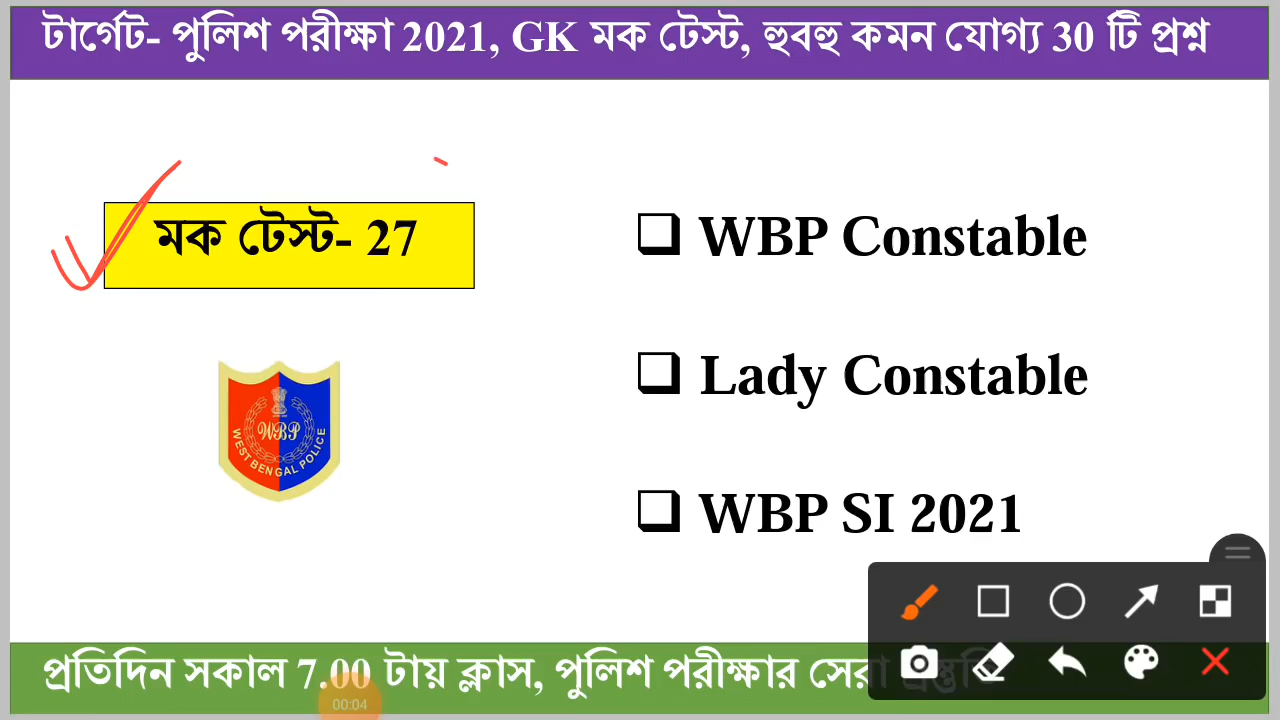 টার্গেট- পুলিশ পরীক্ষা 2021, GK মক টেস্ট, হুবহু কমন যোগ্য 30 টি প্রশ্ন
মক টেস্ট- 27
WBP Constable
Lady Constable
WBP SI 2021
WBP
WEST BENGAL POLICE
প্রতিদিন সকাল 7.00 টায় ক্লাস, পুলিশ পরীক্ষার সেরা
00:04